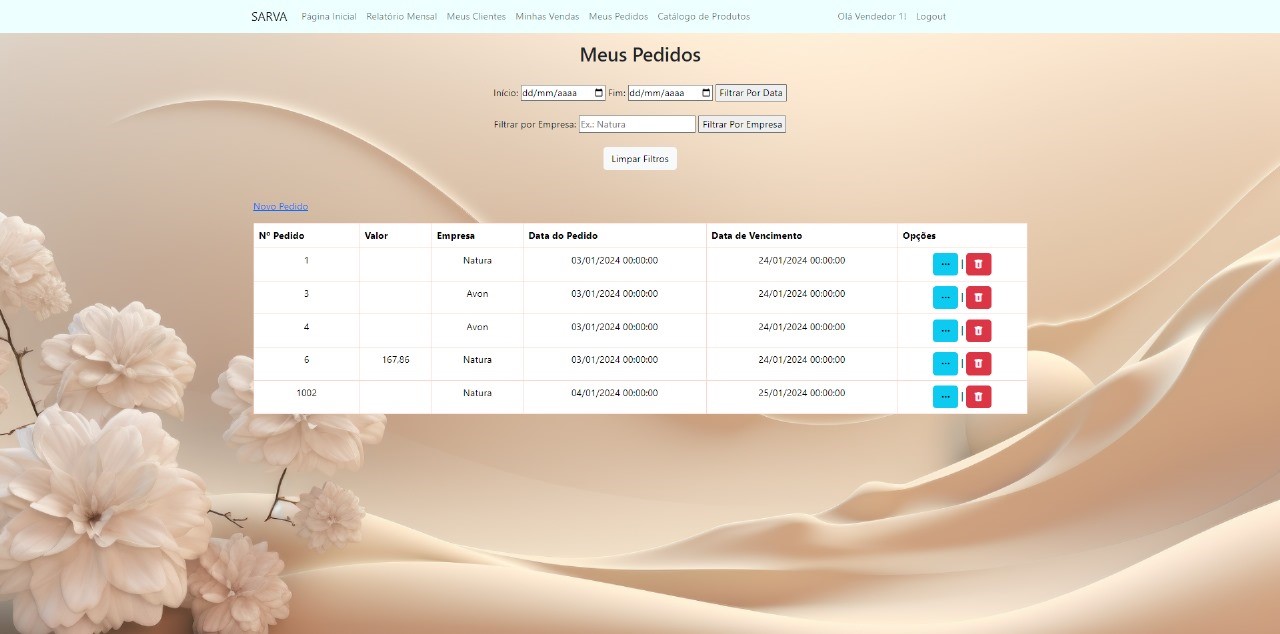 SARVA Página Inicial Relatório Mensal Meus Clientes Minhas Vendas Meus Pedidos Catálogo de Produtos Olá Vendedor 1! Logout
Meus Pedidos
Início: dd/mm/aaaa Fim: dd/mm/aaaa Filtrar Por Data
Filtrar por Empresa: Ex.: Natura Filtrar Por Empresa
Limpar Filtros
Novo Pedido
Nº Pedido Valor Empresa Data do Pedido Data de Vencimento Opções
1 Natura 03/01/2024 00:00:00 24/01/2024 00:00:00 ... |
3 Avon 03/01/2024 00:00:00 24/01/2024 00:00:00 ... |
4 Avon 03/01/2024 00:00:00 24/01/2024 00:00:00 ... |
6 167.86 Natura 03/01/2024 00:00:00 24/01/2024 00:00:00 ... |
1002 Natura 04/01/2024 00:00:00 25/01/2024 00:00:00 ... |